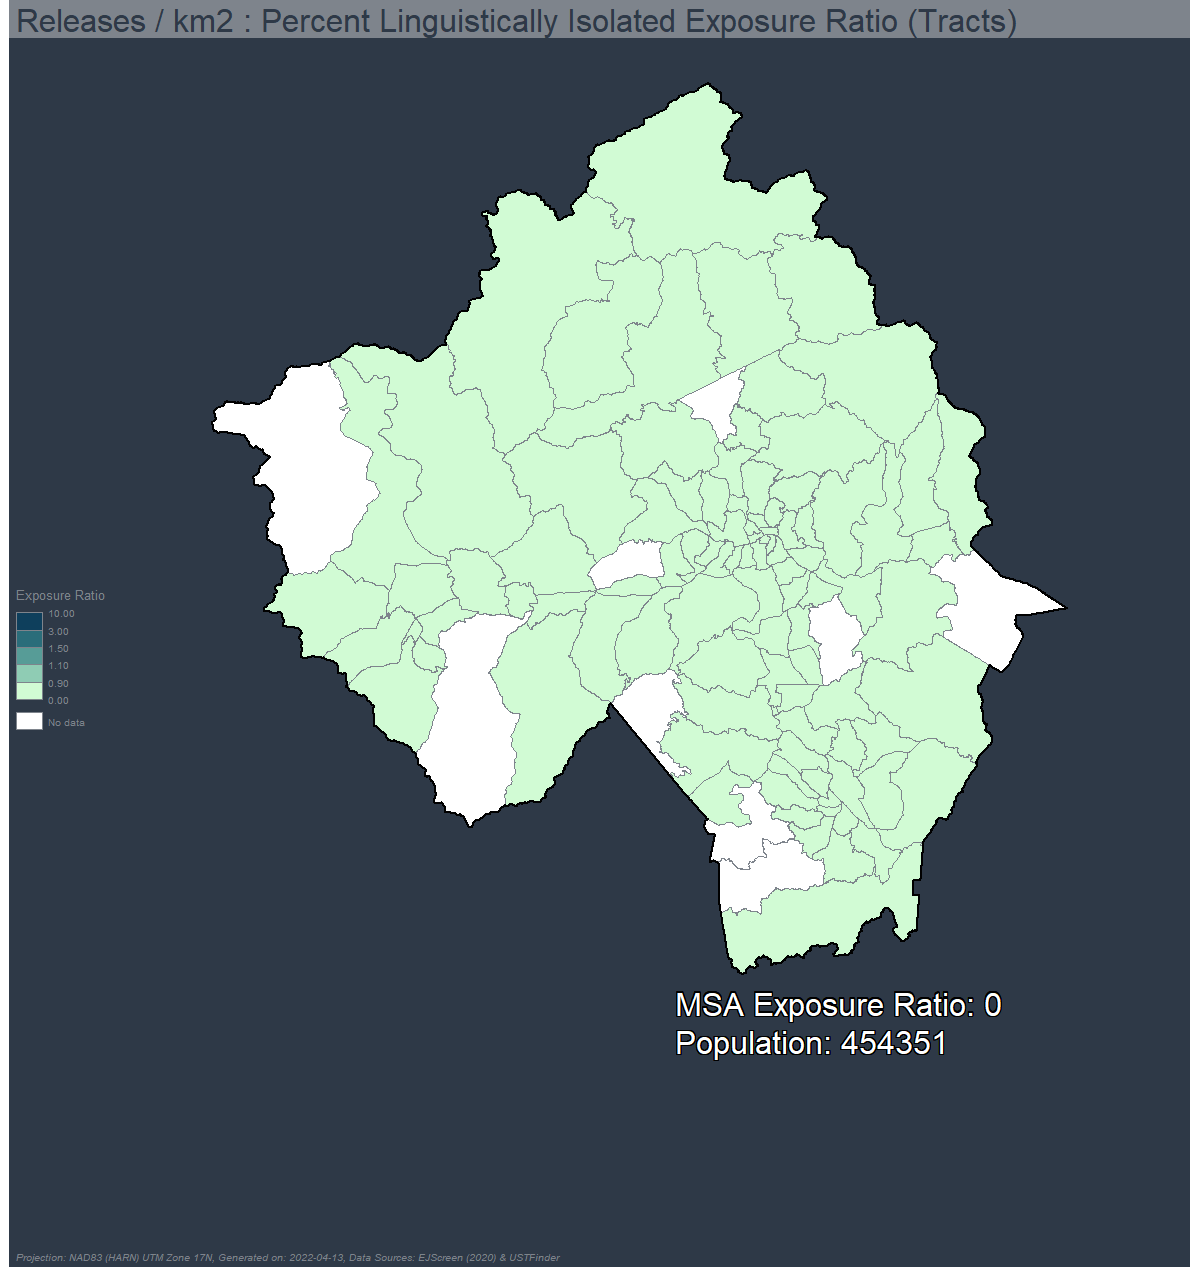 Releases / km2 : Percent Linguistically Isolated Exposure Ratio (Tracts)
Exposure Ratio
10.00
3.00
1.50
1.10
0.90
0.00
No data
MSA Exposure Ratio: 0
Population: 454351
Projection: NAD83 (HARN) UTM Zone 17N, Generated on: 2022-04-13, Data Sources: EJScreen (2020) & USTFinder